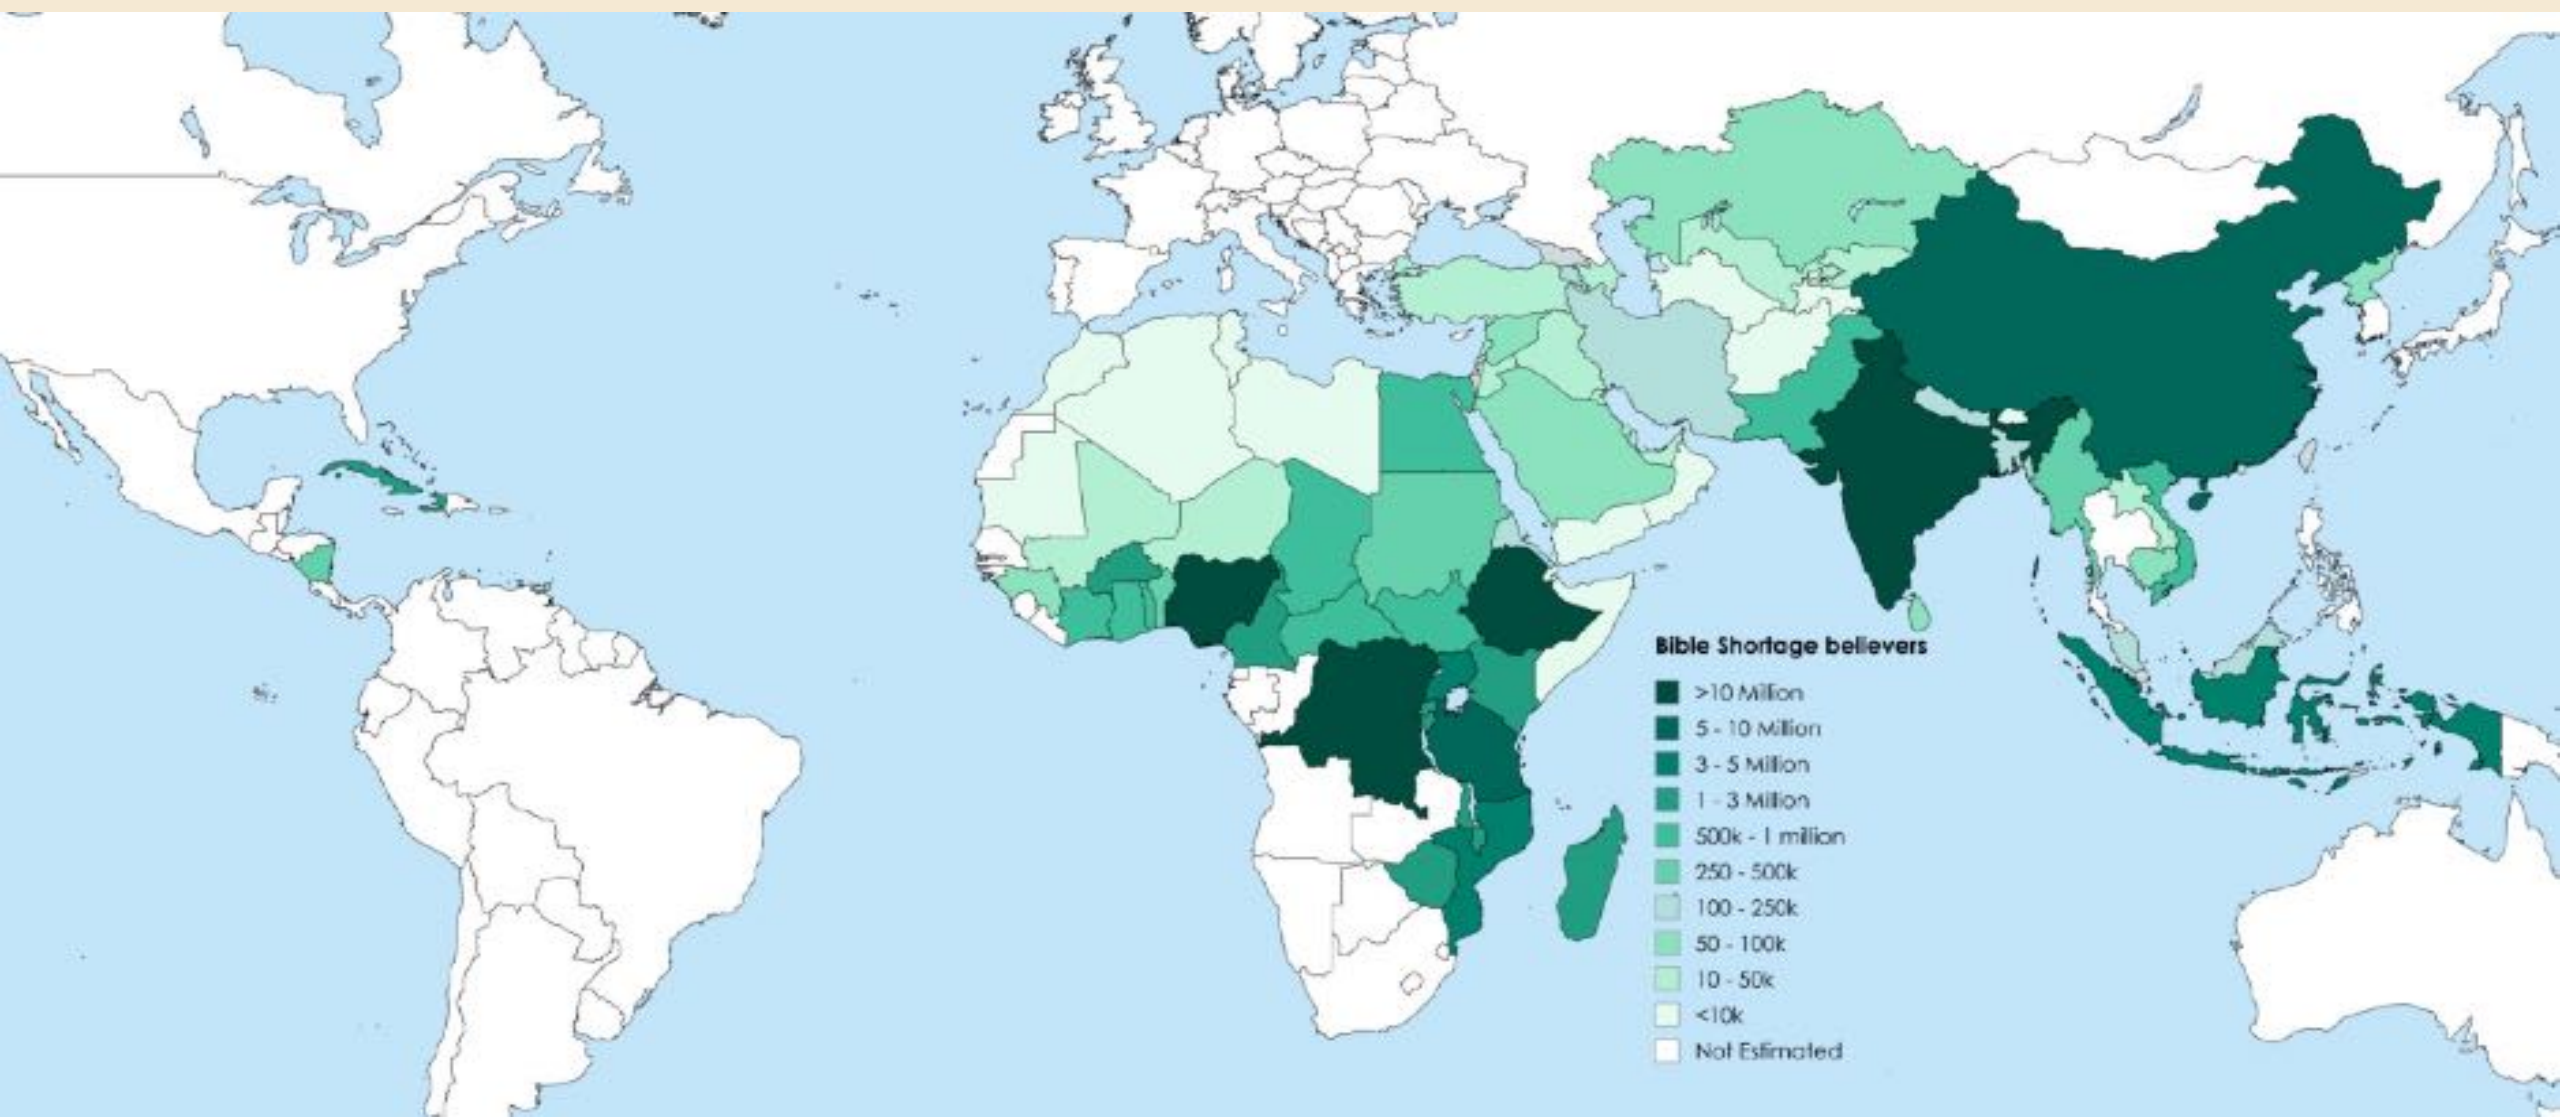 Bible Shortage believers
>10 Million
5 - 10 Million
3 - 5 Million
1 - 3 Million
500k - 1 million
250 - 500k
100 - 250k
50 - 100k
10 - 50k
<10k
Not Estimated